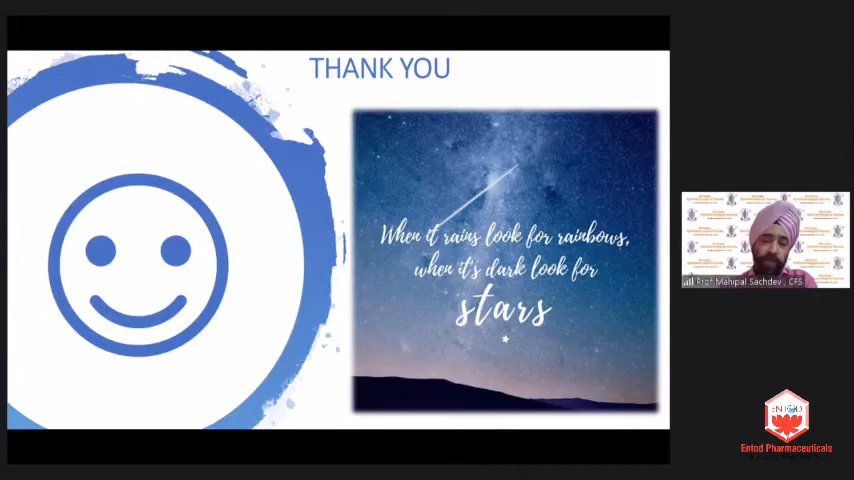 THANK YOU
When it rains look for rainbows,
when it's dark look for
stars
Prof Mahipal Sachdev , CFS
ENTOD
Entod Pharmaceuticals